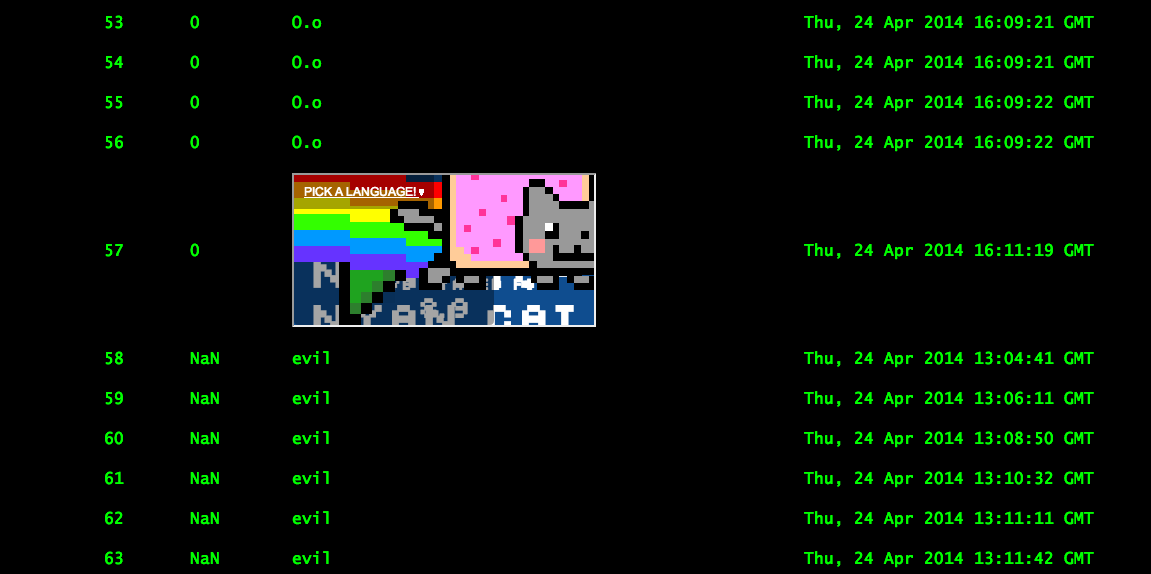 53 0 O.o Thu, 24 Apr 2014 16:09:21 GMT
54 0 O.o Thu, 24 Apr 2014 16:09:21 GMT
55 0 O.o Thu, 24 Apr 2014 16:09:22 GMT
56 0 O.o Thu, 24 Apr 2014 16:09:22 GMT
PICK A LANGUAGE!
57 0 Thu, 24 Apr 2014 16:11:19 GMT
NYAN CAT
58 NaN evil Thu, 24 Apr 2014 13:04:41 GMT
59 NaN evil Thu, 24 Apr 2014 13:06:11 GMT
60 NaN evil Thu, 24 Apr 2014 13:08:50 GMT
61 NaN evil Thu, 24 Apr 2014 13:10:32 GMT
62 NaN evil Thu, 24 Apr 2014 13:11:11 GMT
63 NaN evil Thu, 24 Apr 2014 13:11:42 GMT